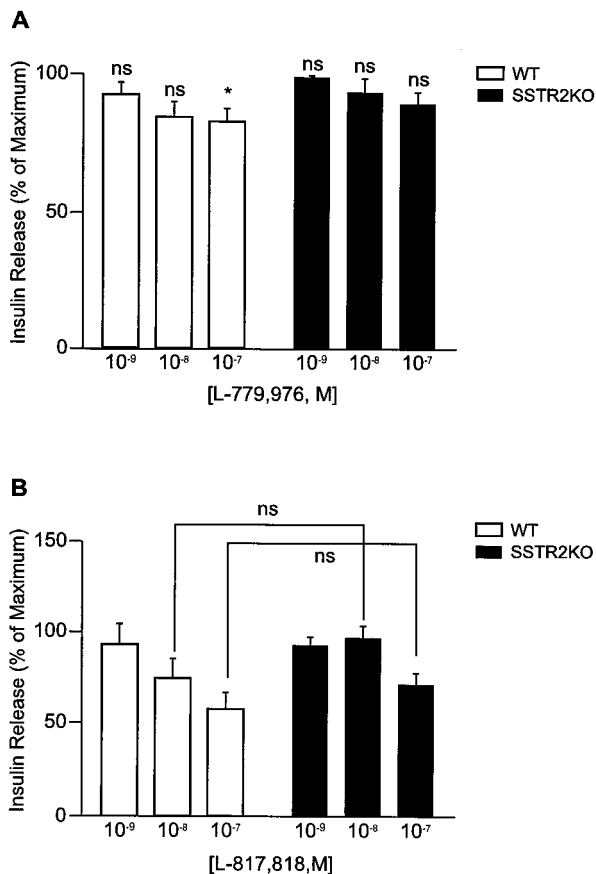 A
Insulin Release (% of Maximum)
100
50
0
ns
ns
*
ns
ns
ns
WT
SSTR2KO
10⁻⁹
10⁻⁸
10⁻⁷
10⁻⁹
10⁻⁸
10⁻⁷
[L-779,976, M]
B
Insulin Release (% of Maximum)
150
100
50
0
ns
ns
WT
SSTR2KO
10⁻⁹
10⁻⁸
10⁻⁷
10⁻⁹
10⁻⁸
10⁻⁷
[L-817,818,M]